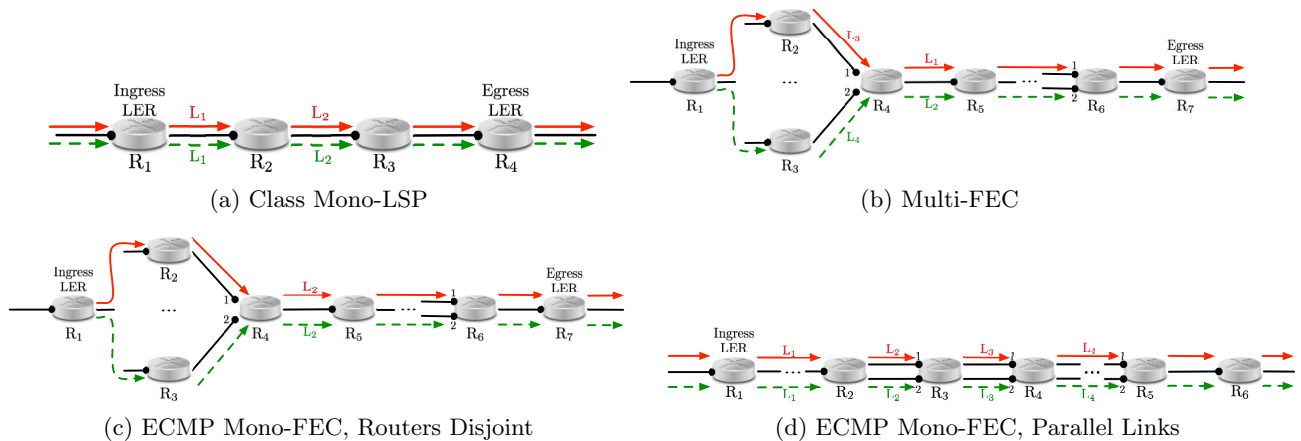 Ingress
LER
L₁
L₂
Egress
LER
L₁
L₂
R₁
R₂
R₃
R₄
(a) Class Mono-LSP
Ingress
LER
R₁
R₂
...
R₃
L₃
L₄
1
2
R₄
L₁
L₂
R₅
...
1
2
R₆
Egress
LER
R₇
(b) Multi-FEC
Ingress
LER
R₁
R₂
...
R₃
1
2
R₄
L₂
L₂
R₅
...
1
2
R₆
Egress
LER
R₇
(c) ECMP Mono-FEC, Routers Disjoint
Ingress
LER
R₁
L₁
...
L₁
R₂
L₂
L₂
1
2
R₃
L₃
L₃
1
2
R₄
L₄
...
L₄
1
2
R₅
R₆
(d) ECMP Mono-FEC, Parallel Links